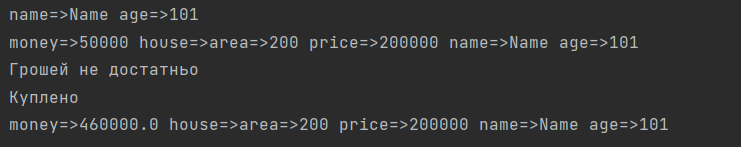 name=>Name age=>101
money=>50000 house=>area=>200 price=>200000 name=>Name age=>101
Грошей не достатньо
Куплено
money=>460000.0 house=>area=>200 price=>200000 name=>Name age=>101